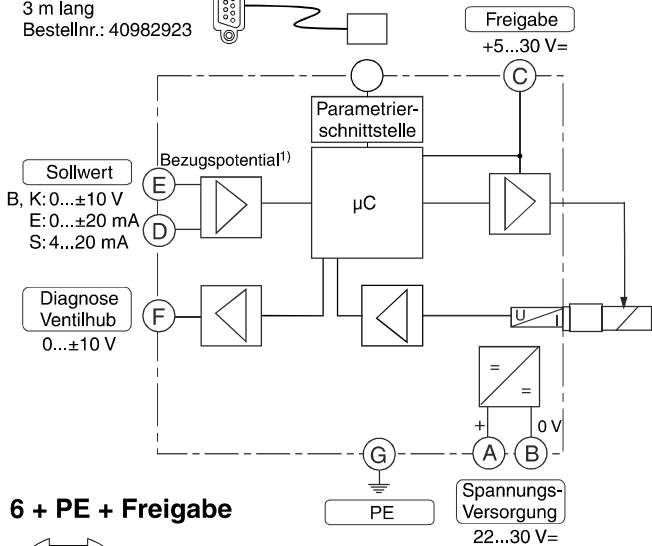 3 m lang
Bestellnr.: 40982923
Freigabe
+5...30 V=
C
Parametrier-
schnittstelle
Sollwert
Bezugspotential1)
E
B, K: 0...±10 V
E: 0...±20 mA
S: 4...20 mA
D
µC
Diagnose
Ventilhub
F
0...±10 V
U
I
=
=
+
0 V
G
A
B
PE
Spannungs-
Versorgung
22...30 V=
6 + PE + Freigabe